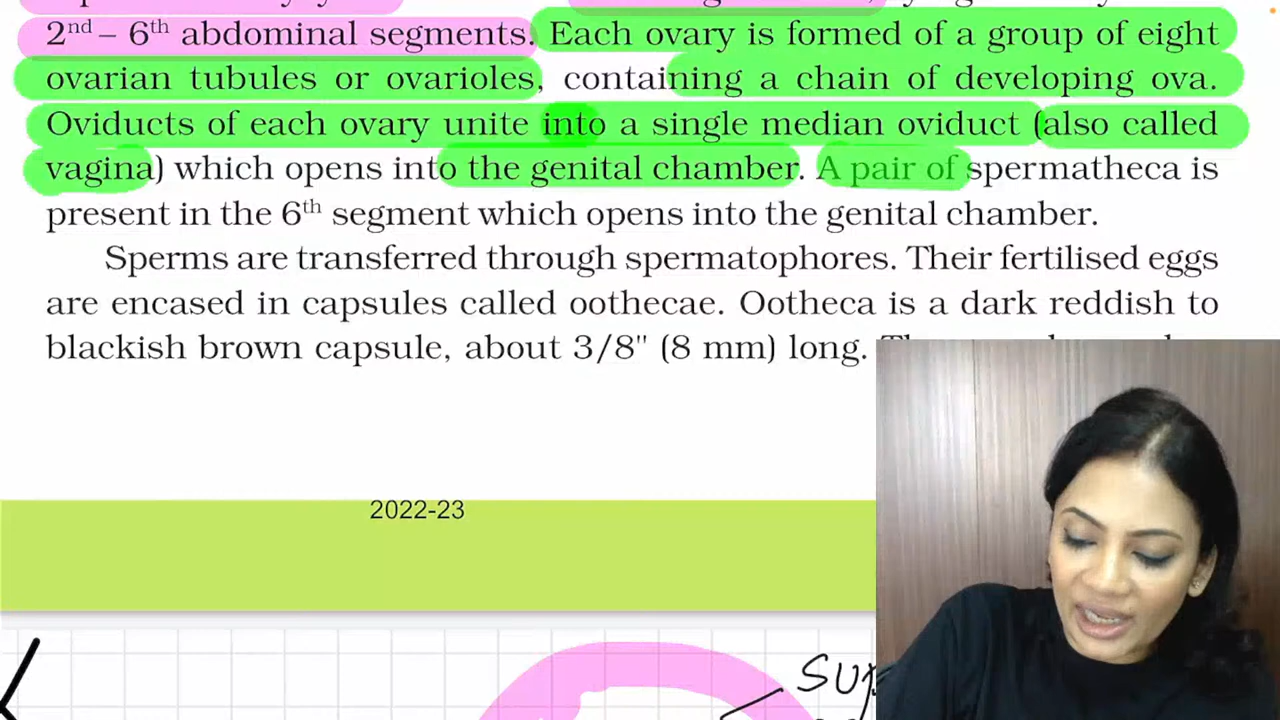 2nd – 6th abdominal segments. Each ovary is formed of a group of eight
ovarian tubules or ovarioles, containing a chain of developing ova.
Oviducts of each ovary unite into a single median oviduct (also called
vagina) which opens into the genital chamber. A pair of spermatheca is
present in the 6th segment which opens into the genital chamber.
Sperms are transferred through spermatophores. Their fertilised eggs
are encased in capsules called oothecae. Ootheca is a dark reddish to
blackish brown capsule, about 3/8" (8 mm) long.
2022-23